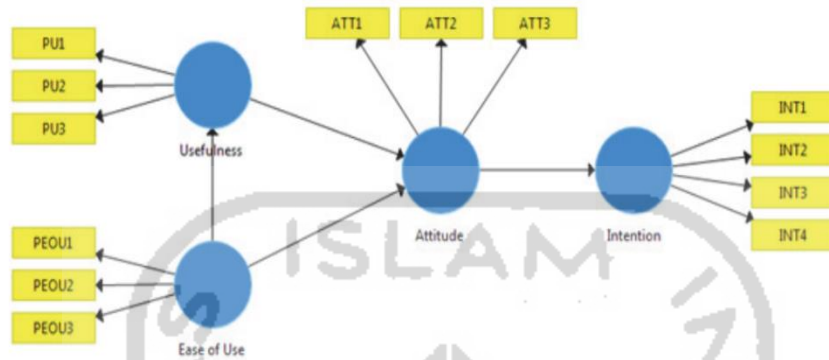 ATT1 ATT2 ATT3
PU1
PU2
PU3
Usefulness
INT1
INT2
INT3
INT4
Attitude
Intention
PEOU1
PEOU2
PEOU3
Ease of Use
ISLAM